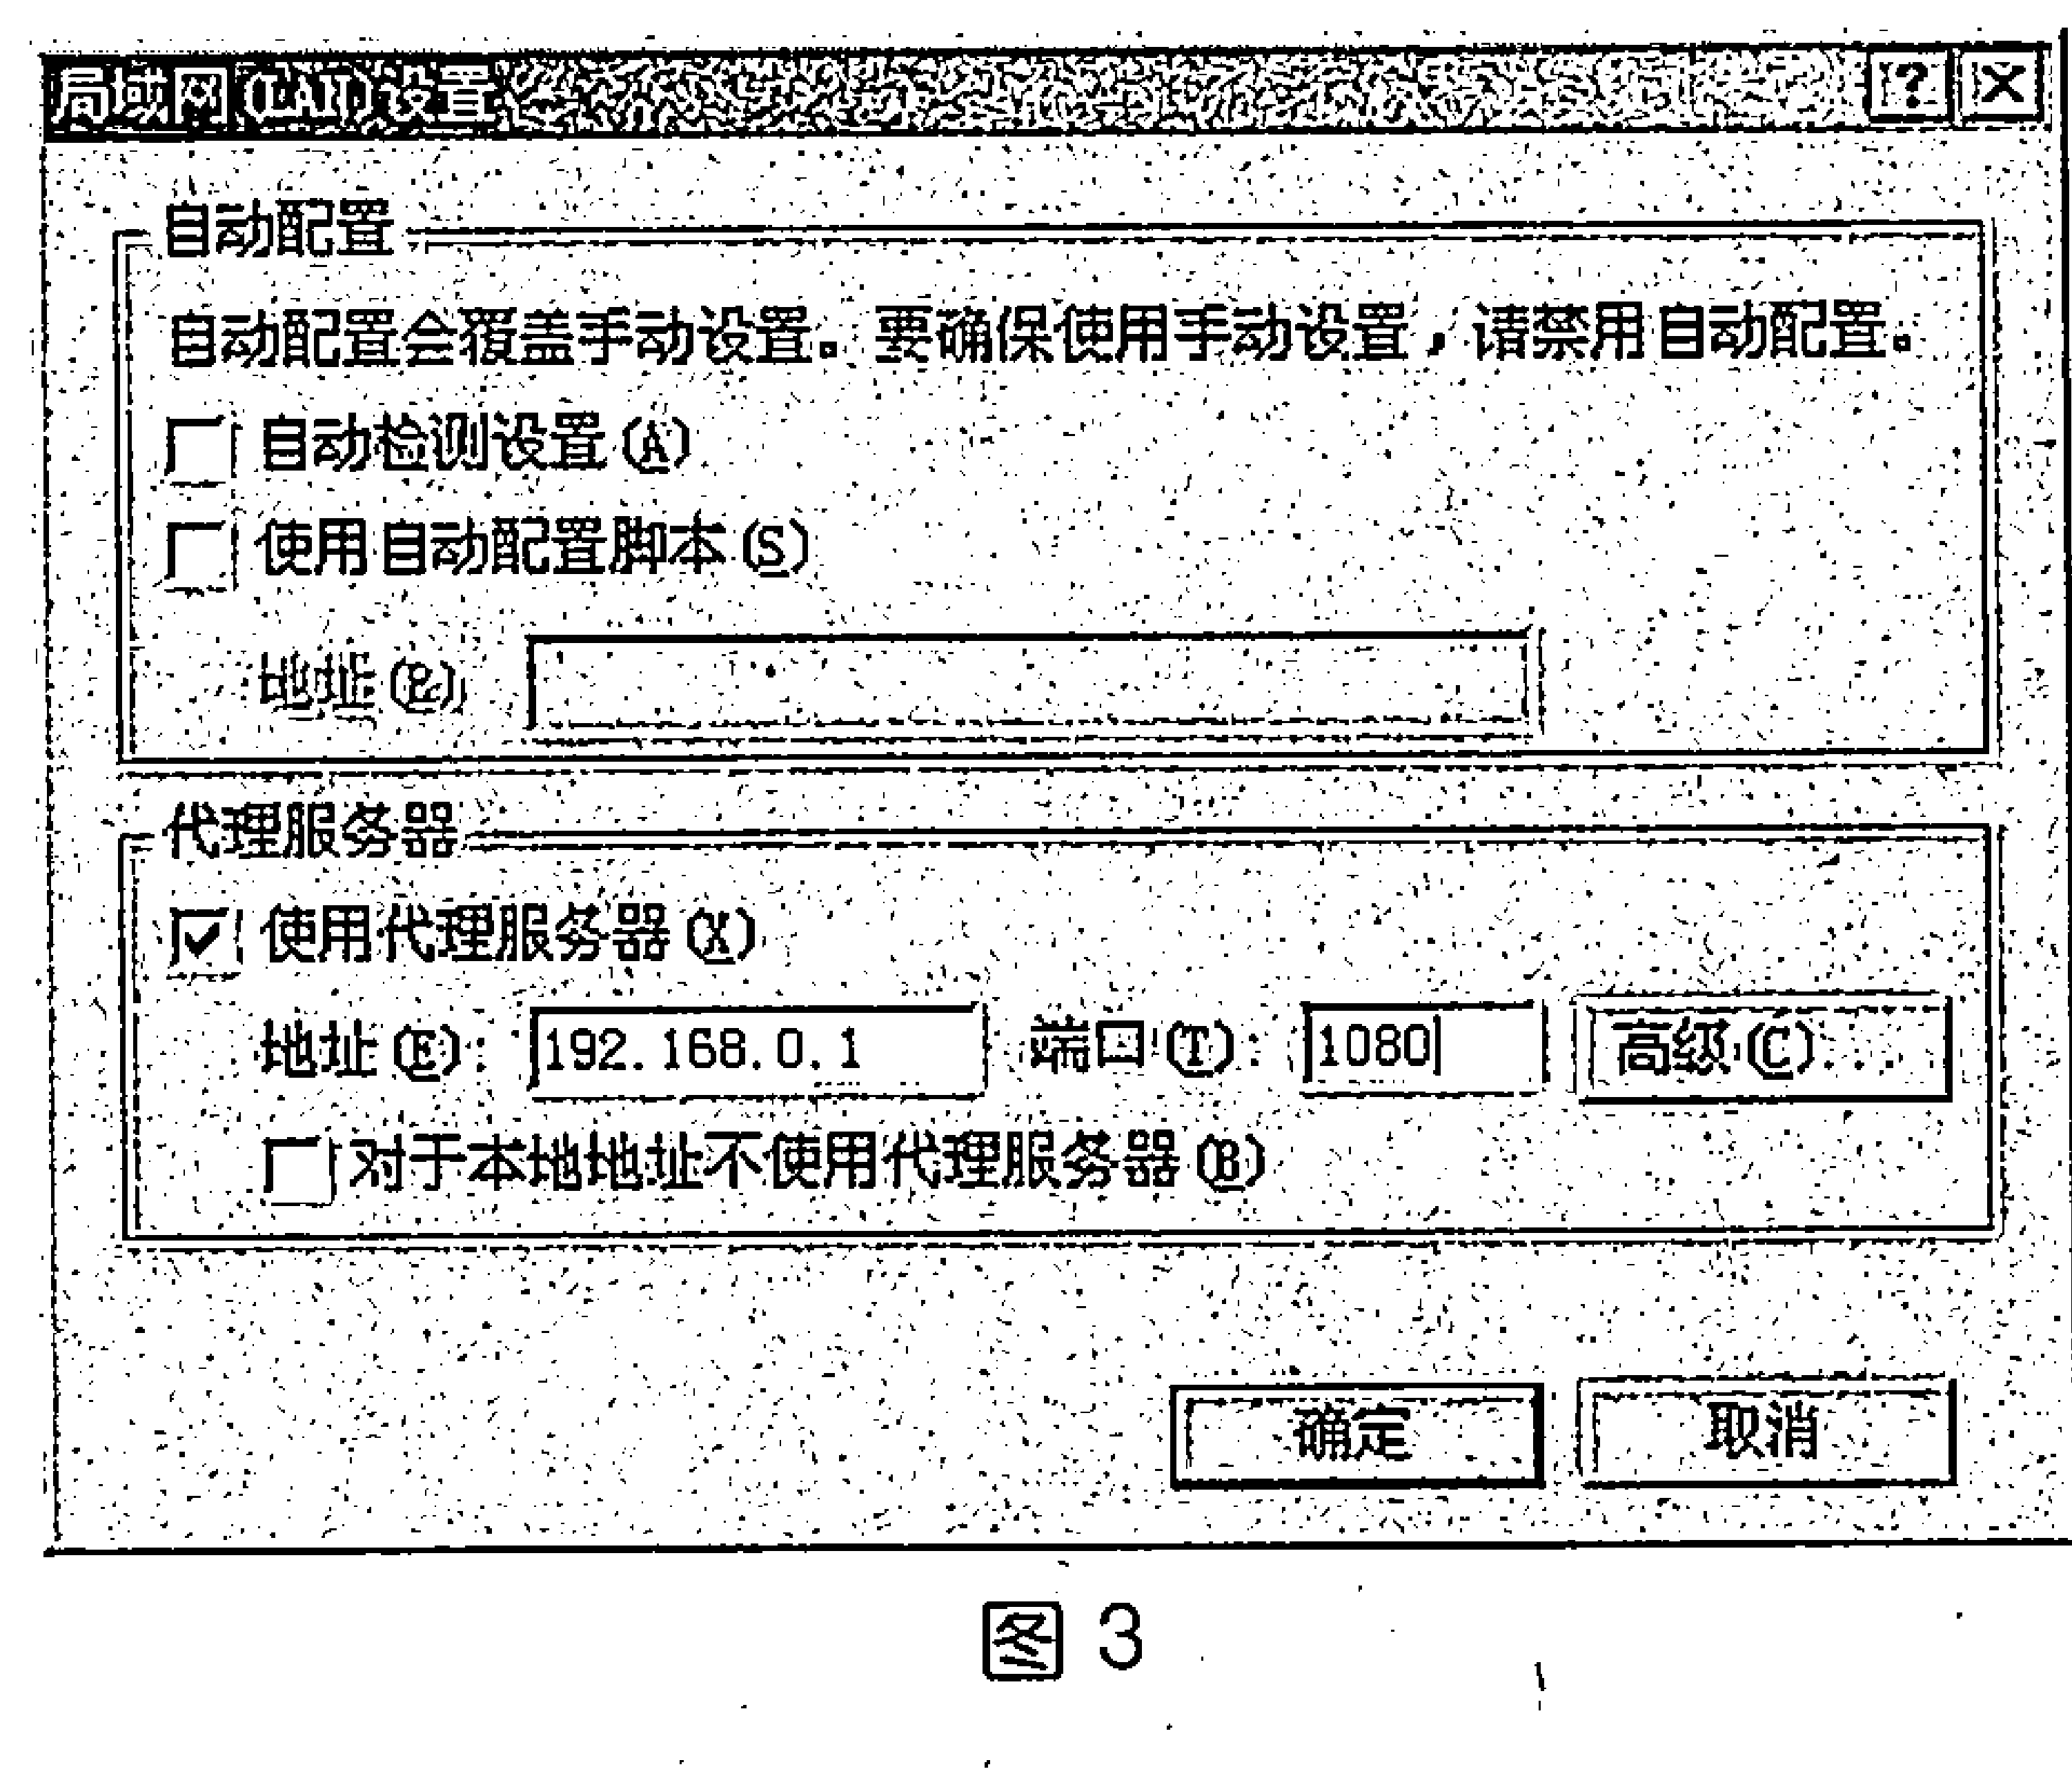 局域网(LAN)设置
自动配置
自动配置会覆盖手动设置。要确保使用手动设置，请禁用自动配置。
自动检测设置(A)
使用自动配置脚本(S)
地址(R)
代理服务器
使用代理服务器(X)
地址(E): 192.168.0.1 端口(T): 1080 高级(C)...
对于本地地址不使用代理服务器(B)
确定 取消
图 3